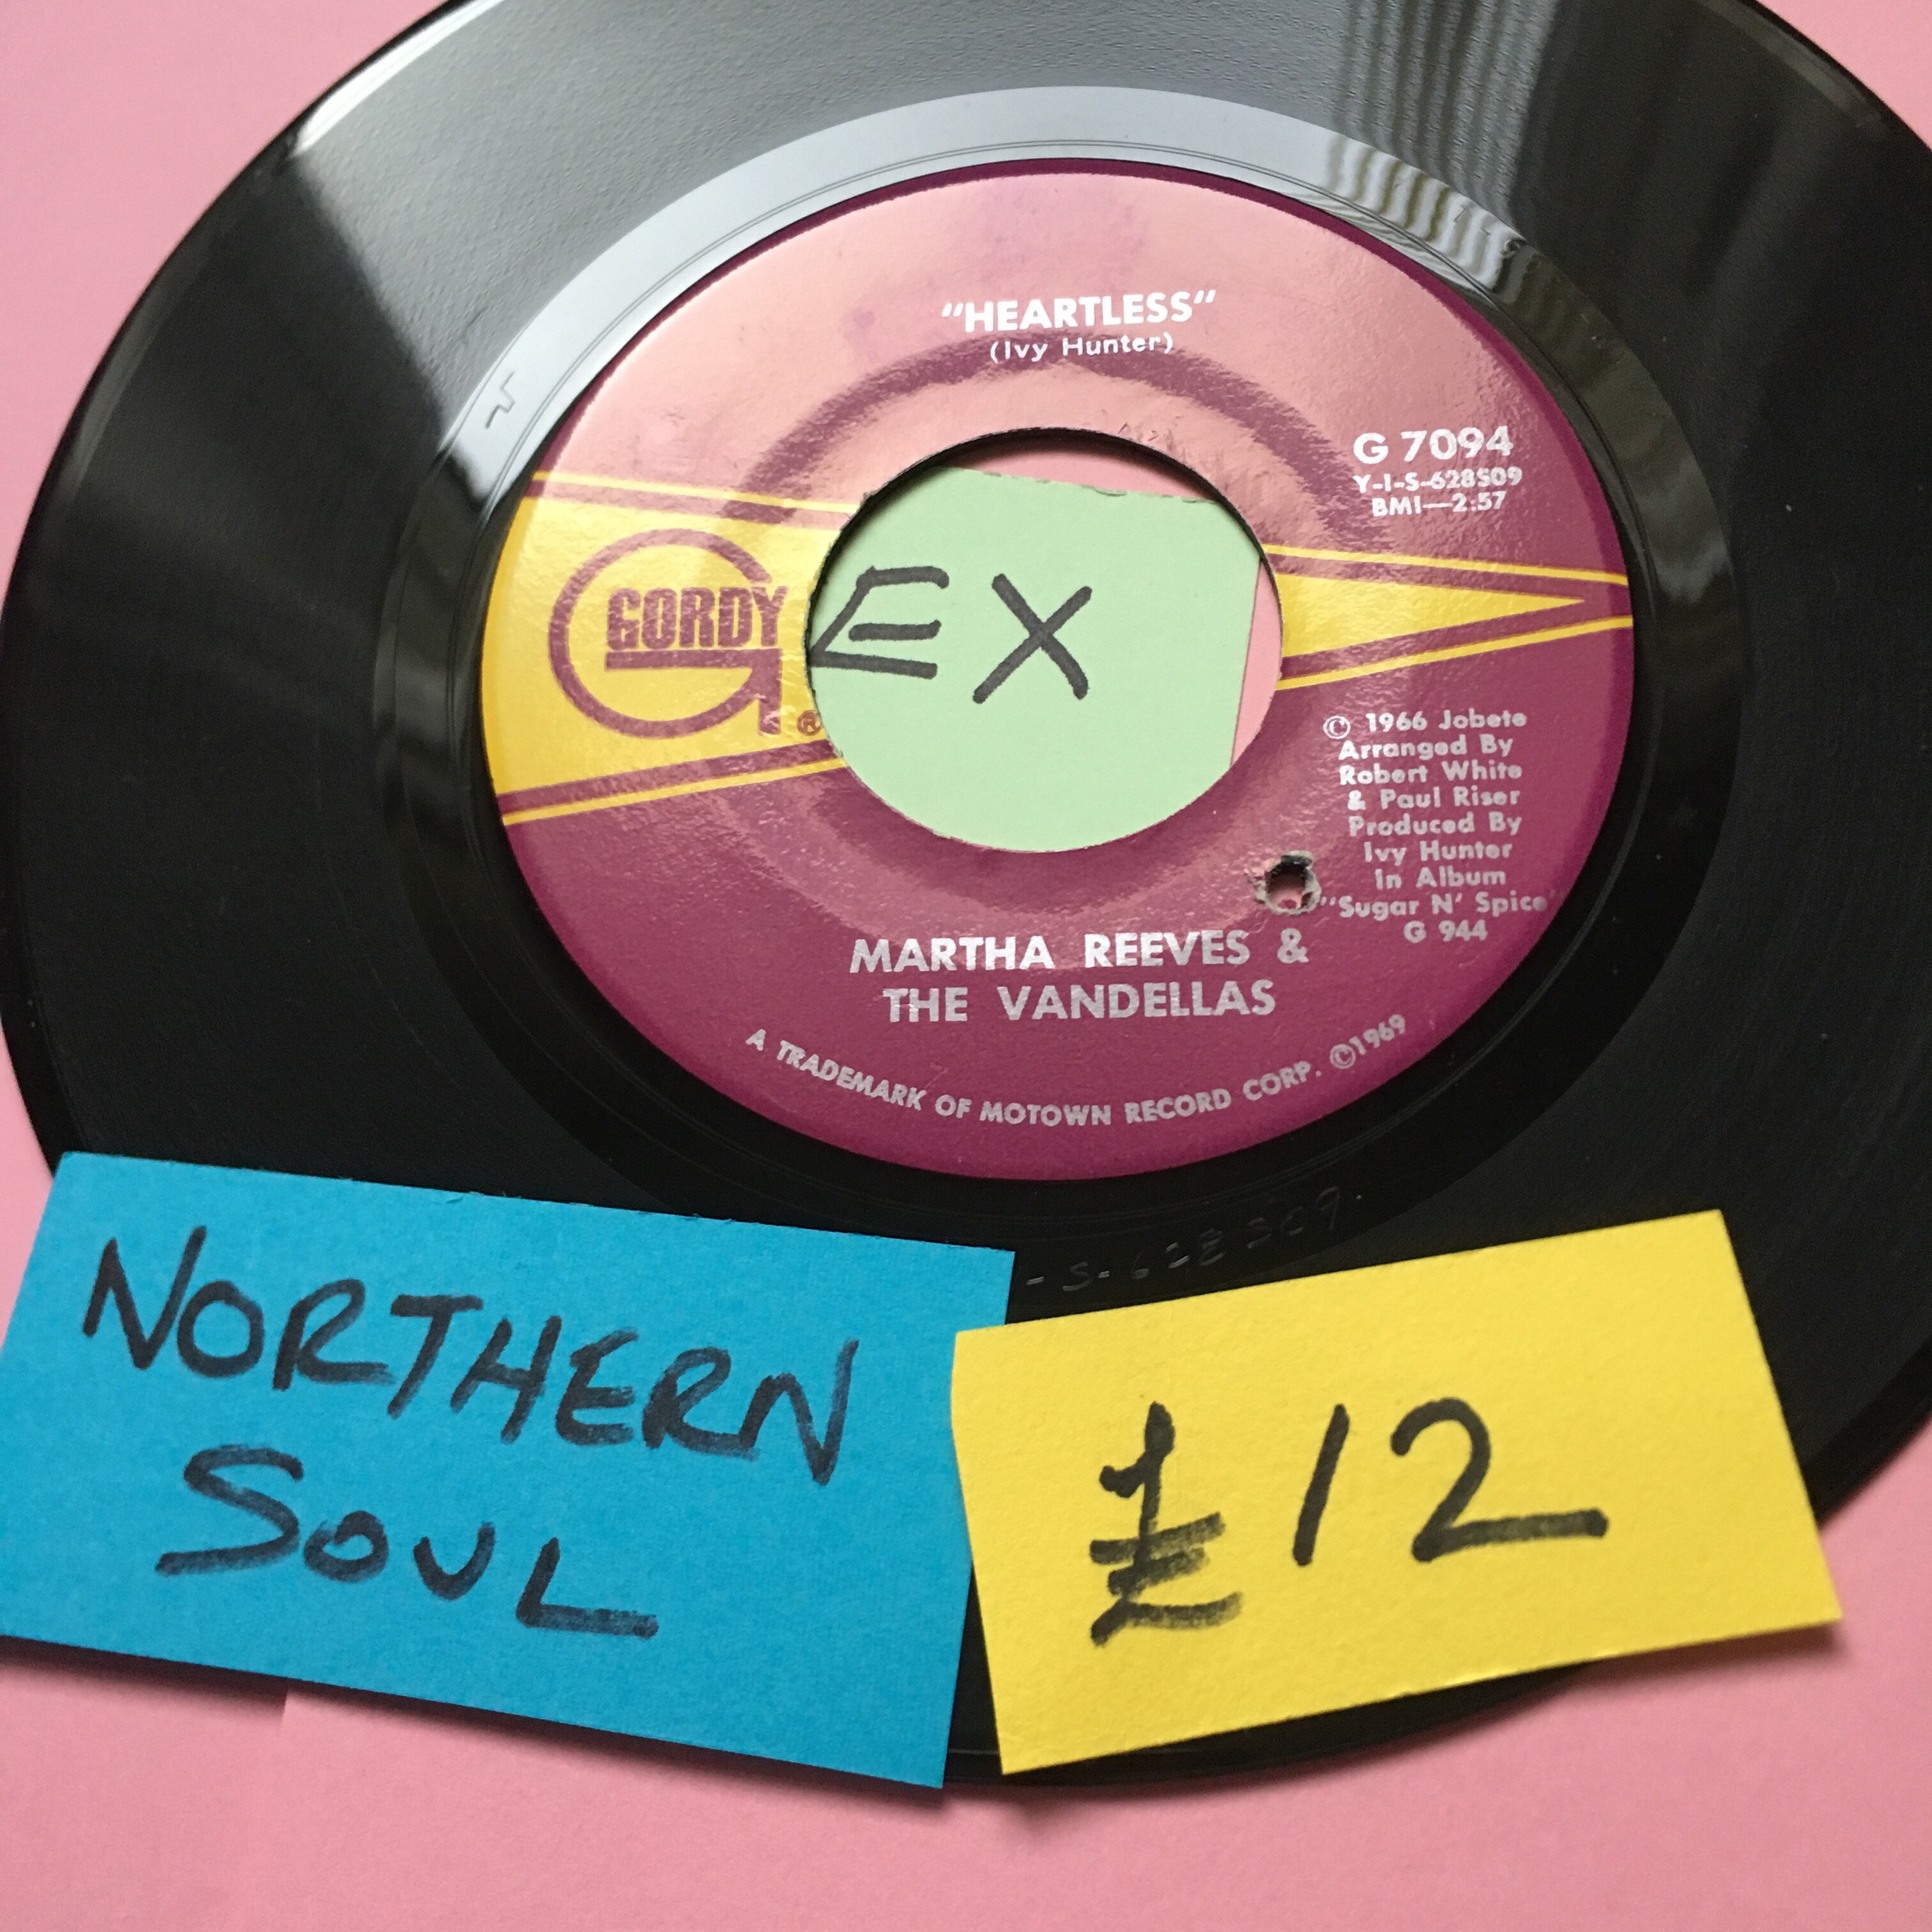 "HEARTLESS"
(Ivy Hunter)
G 7094
Y-I-S-628S09
BMI—2:57
GORDY
®
EX
© 1966 Jobete
Arranged By
Robert White
& Paul Riser
Produced By
Ivy Hunter
In Album
"Sugar N' Spice"
G 944
MARTHA REEVES &
THE VANDELLAS
A TRADEMARK OF MOTOWN RECORD CORP. ©1969
-S-628S09
NORTHERN
SOUL
£12